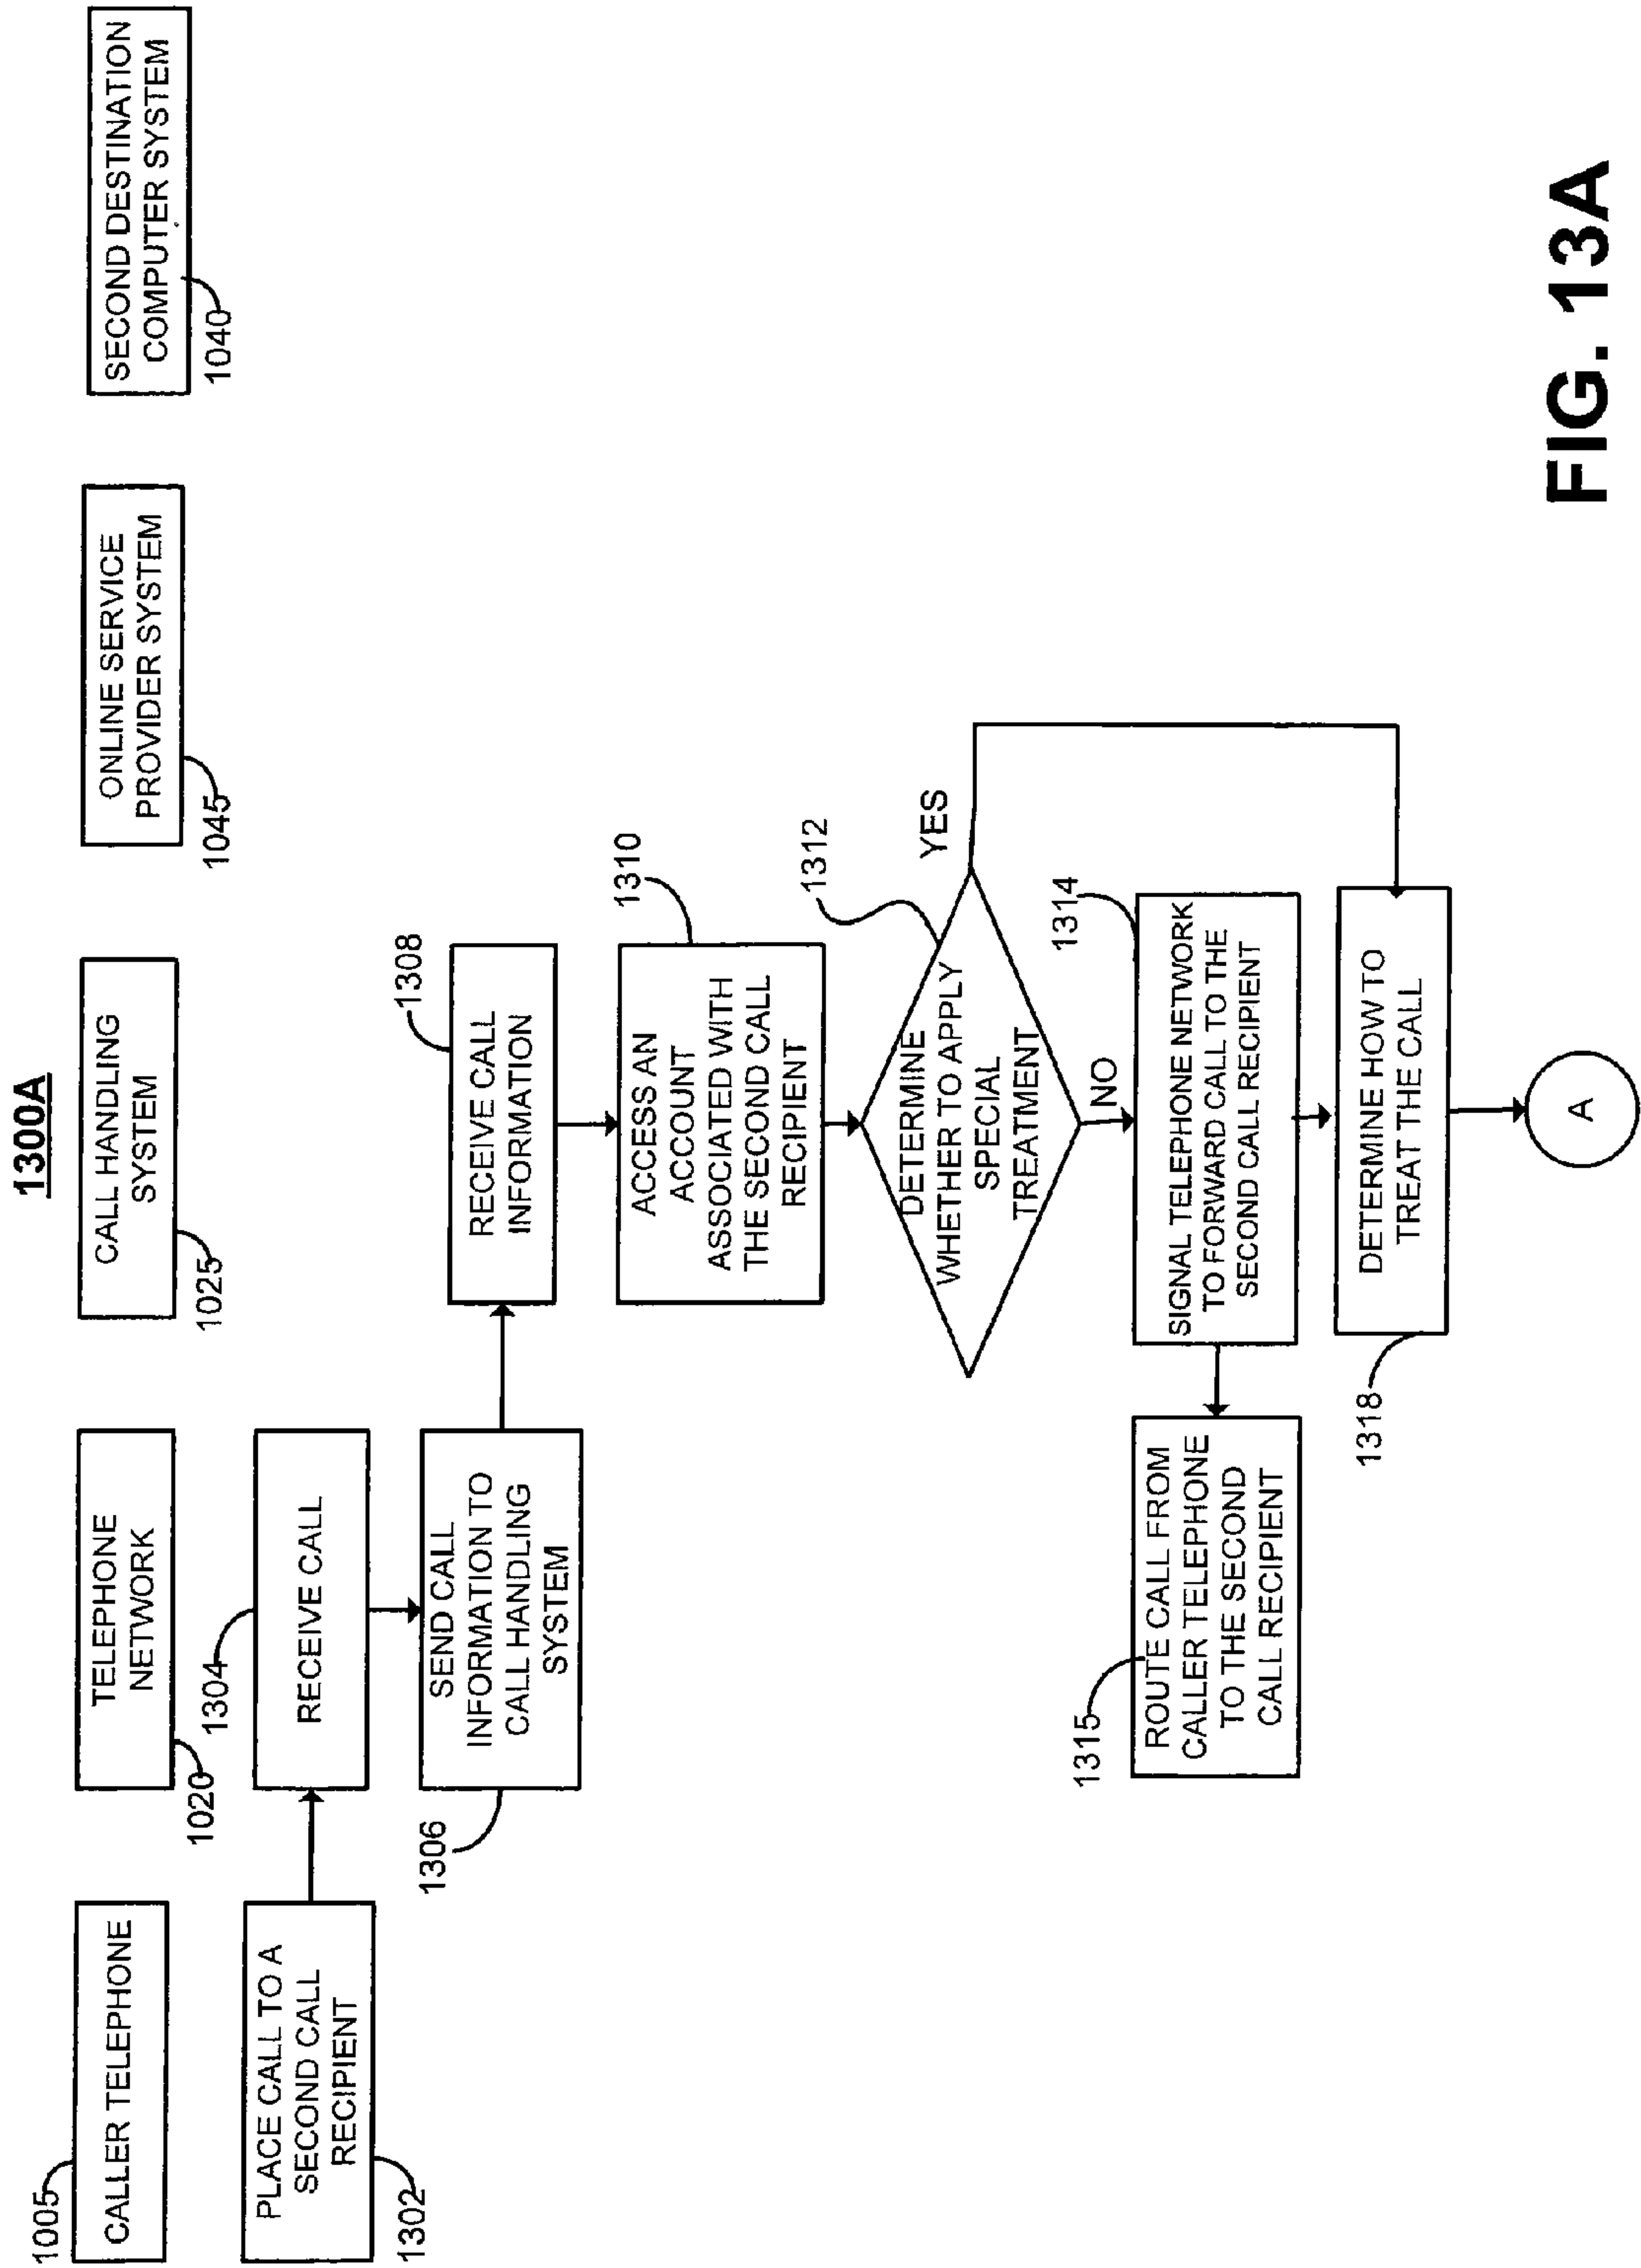 1300A
CALLER TELEPHONE
1005
TELEPHONE
NETWORK
1020
CALL HANDLING
SYSTEM
1025
ONLINE SERVICE
PROVIDER SYSTEM
1045
SECOND DESTINATION
COMPUTER SYSTEM
1040
PLACE CALL TO A
SECOND CALL
RECIPIENT
1302
1304
RECEIVE CALL
SEND CALL
INFORMATION TO
CALL HANDLING
SYSTEM
1306
1308
RECEIVE CALL
INFORMATION
1310
ACCESS AN
ACCOUNT
ASSOCIATED WITH
THE SECOND CALL
RECIPIENT
1312
DETERMINE
WHETHER TO APPLY
SPECIAL
TREATMENT
YES
NO
1314
SIGNAL TELEPHONE NETWORK
TO FORWARD CALL TO THE
SECOND CALL RECIPIENT
1315
ROUTE CALL FROM
CALLER TELEPHONE
TO THE SECOND
CALL RECIPIENT
1318
DETERMINE HOW TO
TREAT THE CALL
A
FIG. 13A